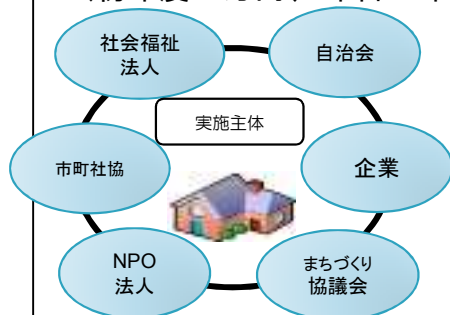 社会福祉
法人
自治会
実施主体
市町社協
企業
NPO
法人
まちづくり
協議会